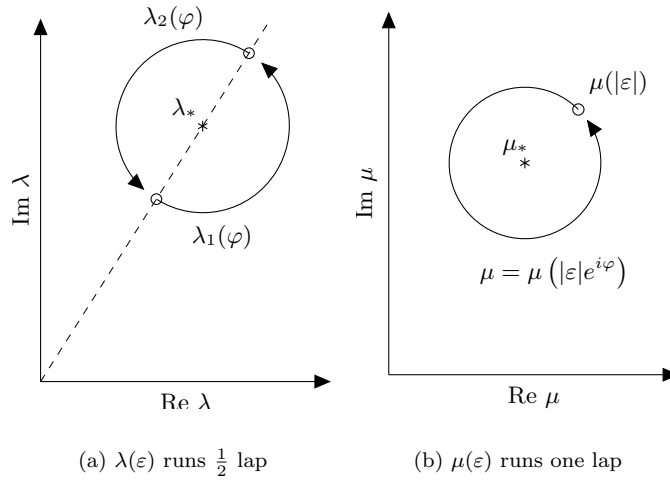 λ₂(φ)
λ*
λ₁(φ)
Im λ
Re λ
(a) λ(ε) runs ½ lap
μ(|ε|)
μ*
μ = μ (|ε|e^{iφ})
Im μ
Re μ
(b) μ(ε) runs one lap